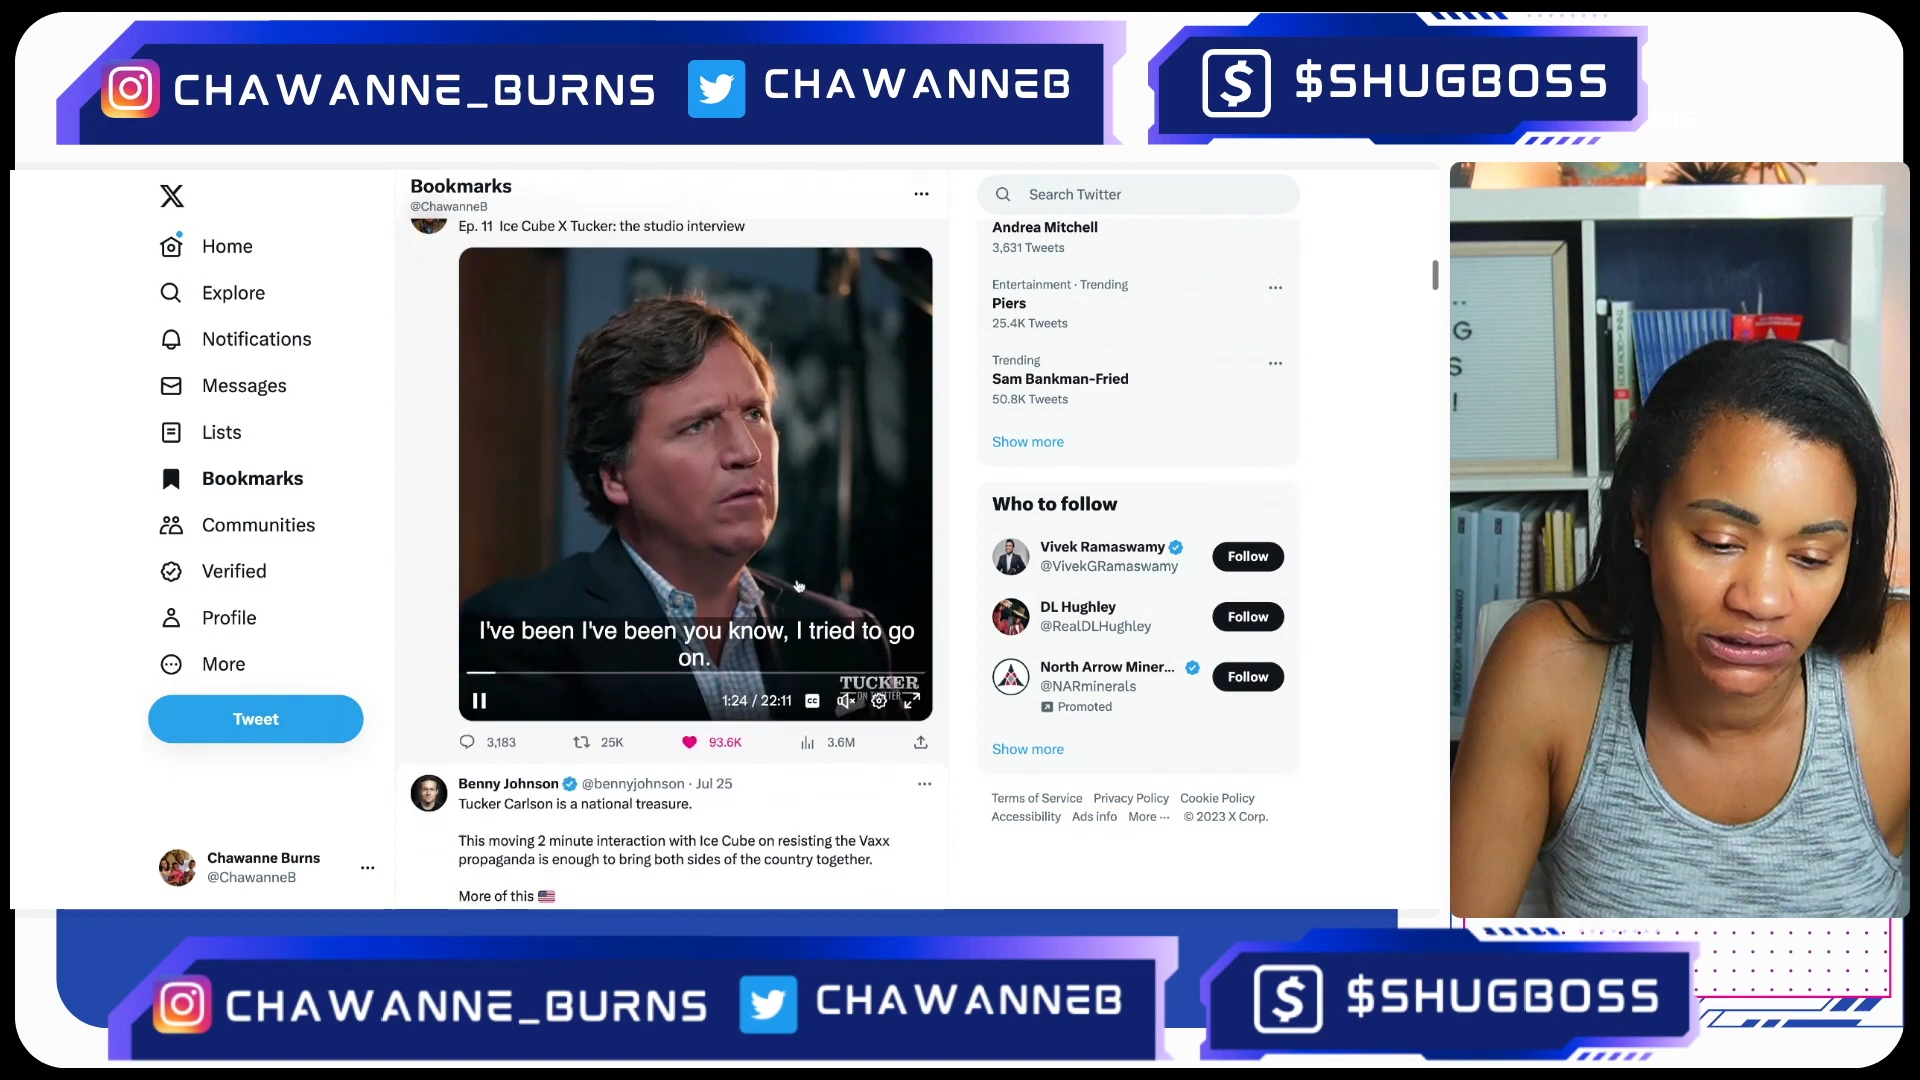 CHAWANNE_BURNS
CHAWANNEB
$SHUGBOSS
Bookmarks
@ChawanneB
Search Twitter
Home
Explore
Notifications
Messages
Lists
Bookmarks
Communities
Verified
Profile
More
Tweet
Chawanne Burns
@ChawanneB
Ep. 11 Ice Cube X Tucker: the studio interview
I've been I've been you know, I tried to go
on.
TUCKER
ON TWITTER
1:24 / 22:11
CC
3,183
25K
93.6K
3.6M
Benny Johnson @bennyjohnson · Jul 25
Tucker Carlson is a national treasure.
This moving 2 minute interaction with Ice Cube on resisting the Vaxx
propaganda is enough to bring both sides of the country together.
More of this 🇺🇸
Andrea Mitchell
3,631 Tweets
Entertainment · Trending
Piers
25.4K Tweets
Trending
Sam Bankman-Fried
50.8K Tweets
Show more
Who to follow
Vivek Ramaswamy
@VivekGRamaswamy
Follow
DL Hughley
@RealDLHughley
Follow
North Arrow Miner...
@NARminerals
Follow
Promoted
Show more
Terms of Service Privacy Policy Cookie Policy
Accessibility Ads info More ··· © 2023 X Corp.
CHAWANNE_BURNS
CHAWANNEB
$SHUGBOSS